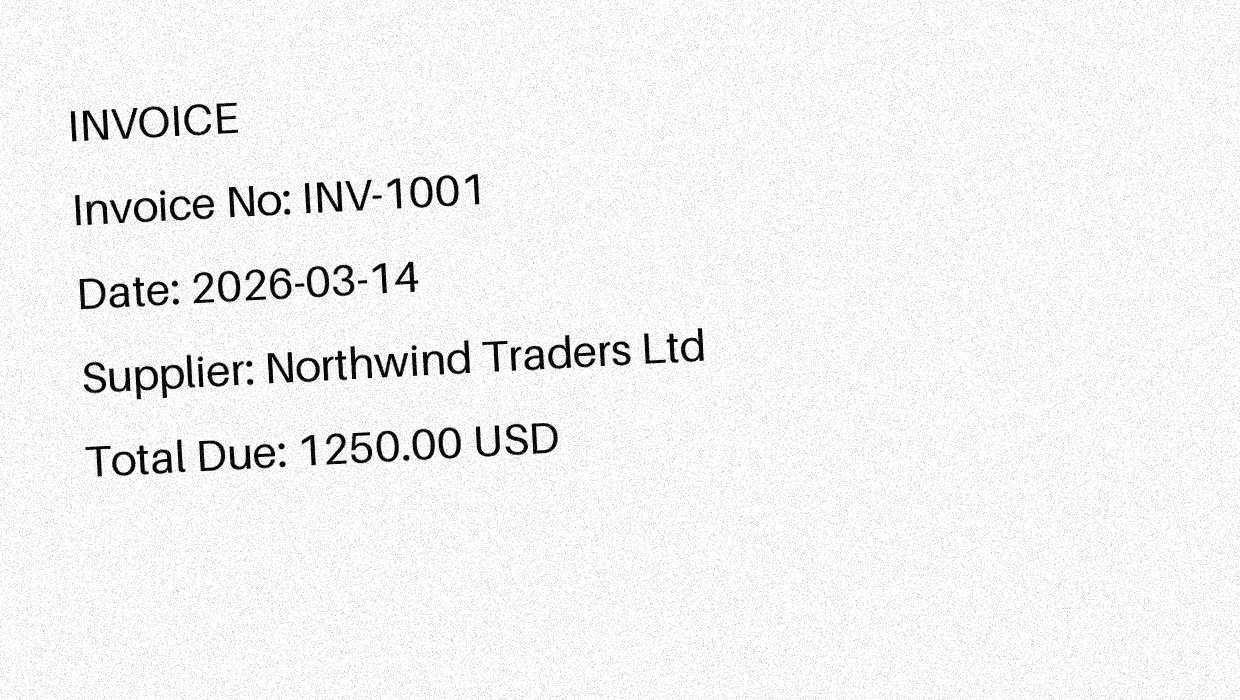 INVOICE
Invoice No: INV-1001
Date: 2026-03-14
Supplier: Northwind Traders Ltd
Total Due: 1250.00 USD